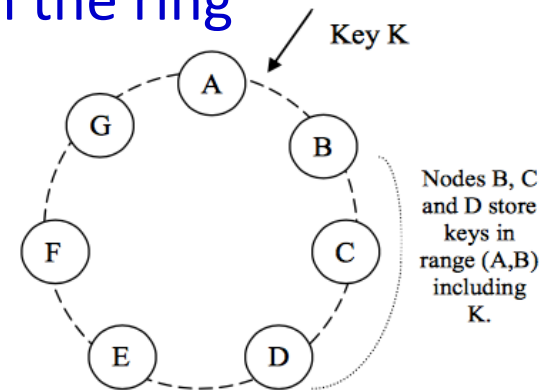 the ring
Key K
A
G
B
F
C
E
D
Nodes B, C
and D store
keys in
range (A,B)
including
K.